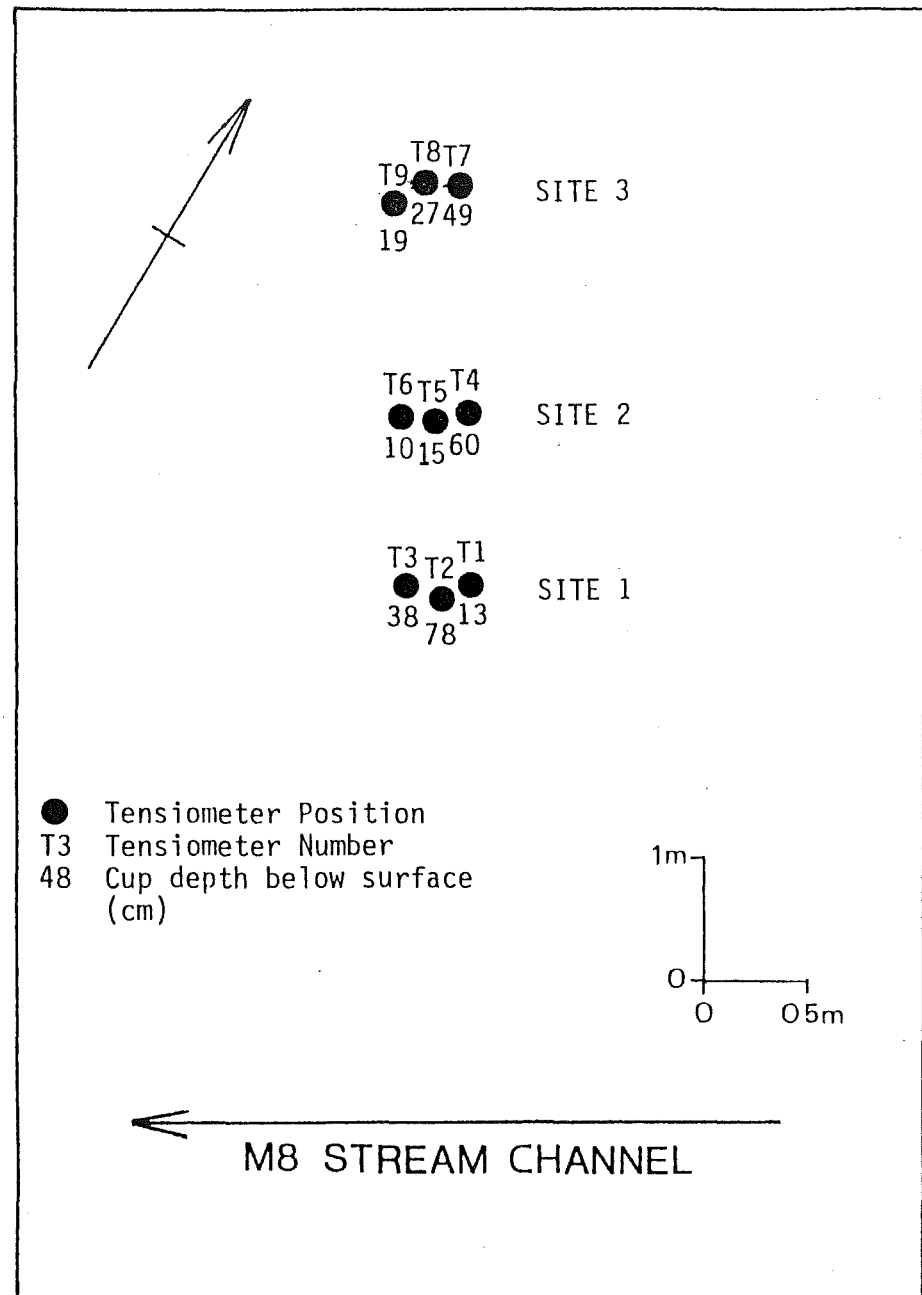 T8 T7
T9
SITE 3
27 49
19
T6 T5 T4
SITE 2
10 15 60
T3 T2 T1
SITE 1
38 78 13
Tensiometer Position
T3 Tensiometer Number
48 Cup depth below surface
(cm)
1m
0
0 05m
M8 STREAM CHANNEL